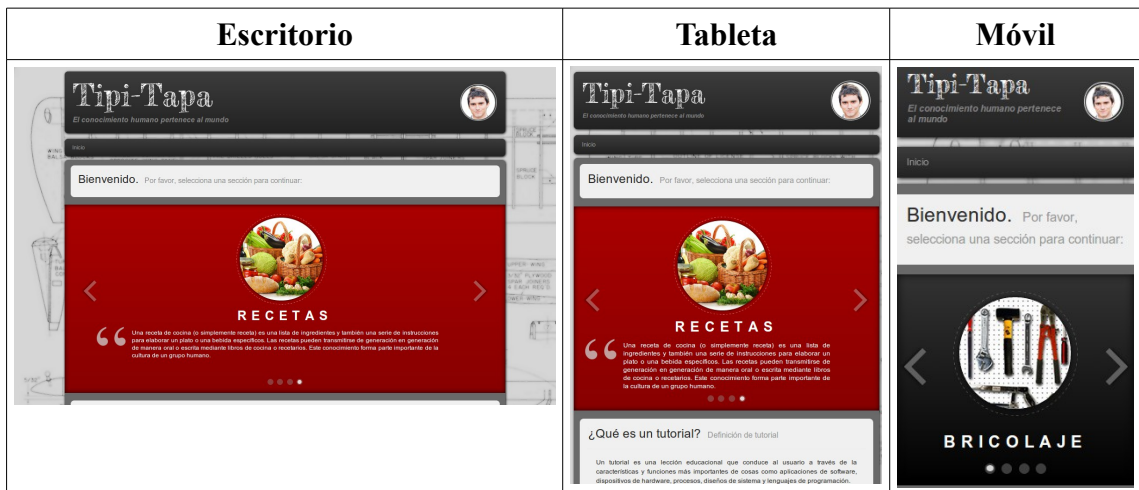 Escritorio
Tableta
Móvil
Tipi-Tapa
El conocimiento humano pertenece al mundo
Inicio
Bienvenido. Por favor, selecciona una sección para continuar:
RECETAS
Una receta de cocina (o simplemente receta) es una lista de ingredientes y también una serie de instrucciones
para elaborar un plato o una bebida específicos. Las recetas pueden transmitirse de generación en generación
de manera oral o escrita mediante libros de cocina o recetarios. Este conocimiento forma parte importante de la
cultura de un grupo humano.
SPRUCE
BLOCK
Tipi-Tapa
El conocimiento humano pertenece al mundo
Inicio
Bienvenido. Por favor, selecciona una sección para continuar:
RECETAS
Una receta de cocina (o simplemente receta) es una lista de
ingredientes y también una serie de instrucciones para elaborar un
plato o una bebida específicos. Las recetas pueden transmitirse de
generación en generación de manera oral o escrita mediante libros
de cocina o recetarios. Este conocimiento forma parte importante de
la cultura de un grupo humano.
¿Qué es un tutorial? Definición de tutorial
Un tutorial es una lección educacional que conduce al usuario a través de la
características y funciones más importantes de cosas como aplicaciones de software,
dispositivos de hardware, procesos, diseños de sistema y lenguajes de programación.
Tipi-Tapa
El conocimiento humano pertenece
al mundo
Inicio
Bienvenido. Por favor,
selecciona una sección para continuar:
BRICOLAJE